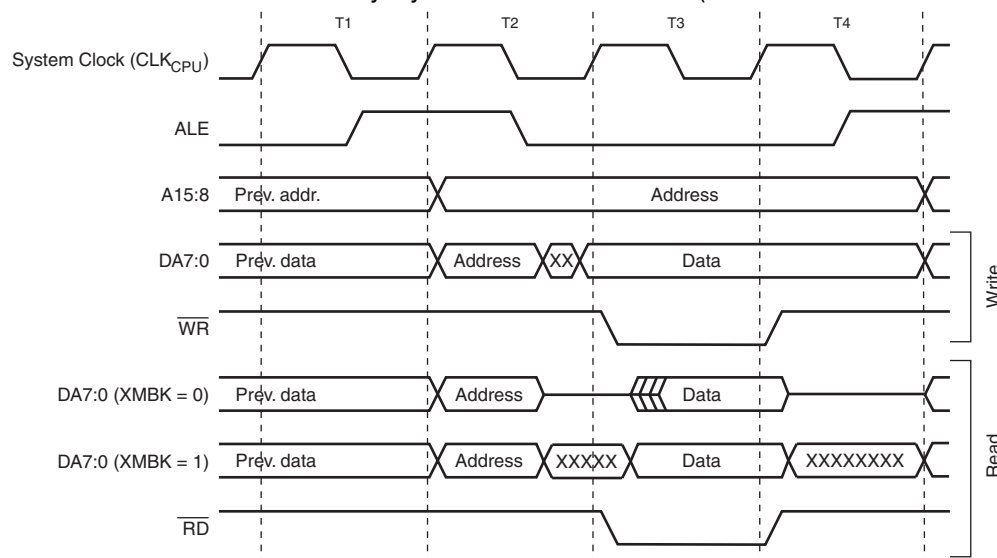 T1 T2 T3 T4
System Clock (CLKCPU)
ALE
A15:8 Prev. addr. Address
DA7:0 Prev. data Address XX Data
WR
Write
DA7:0 (XMBK = 0) Prev. data Address Data
DA7:0 (XMBK = 1) Prev. data Address XXXXX Data XXXXXXXX
RD
Read